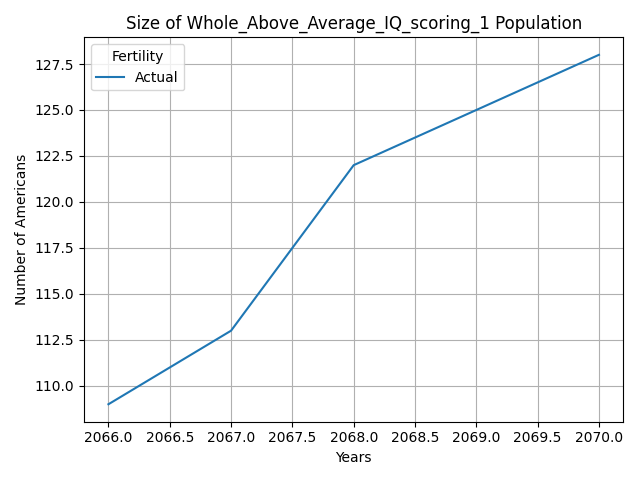 Size of Whole_Above_Average_IQ_scoring_1 Population
Fertility
Actual
Number of Americans
127.5
125.0
122.5
120.0
117.5
115.0
112.5
110.0
2066.0 2066.5 2067.0 2067.5 2068.0 2068.5 2069.0 2069.5 2070.0
Years